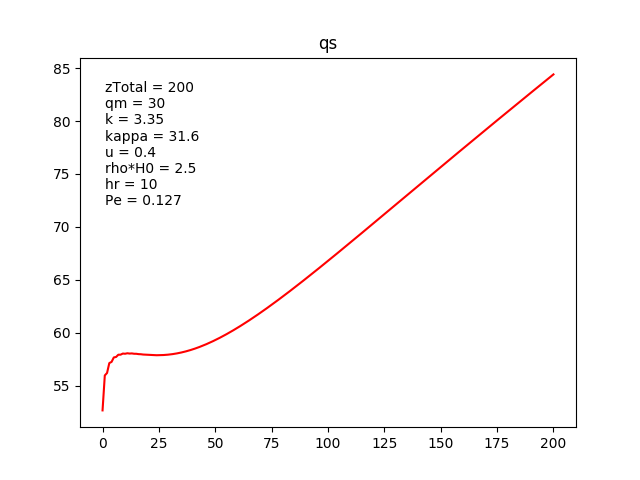 qs
zTotal = 200
qm = 30
k = 3.35
kappa = 31.6
u = 0.4
rho*H0 = 2.5
hr = 10
Pe = 0.127
85
80
75
70
65
60
55
0 25 50 75 100 125 150 175 200